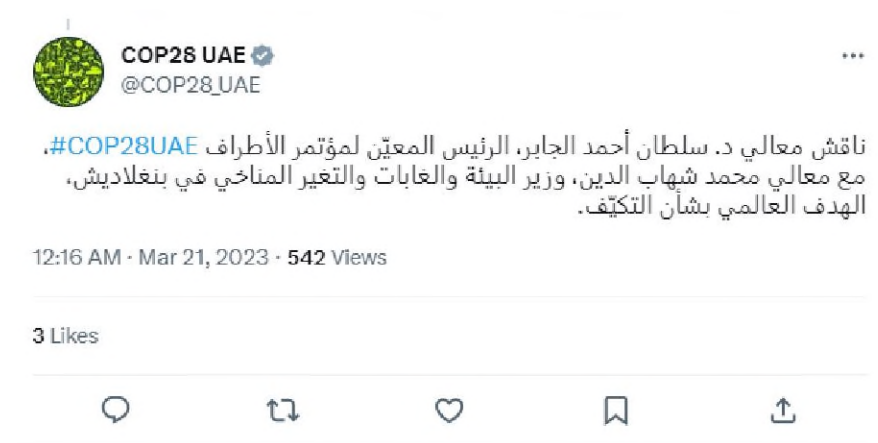 COP28 UAE
@COP28_UAE
ناقش معالي د. سلطان أحمد الجابر، الرئيس المعيّن لمؤتمر الأطراف #COP28UAE،
مع معالي محمد شهاب الدين، وزير البيئة والغابات والتغير المناخي في بنغلاديش،
الهدف العالمي بشأن التكيّف.
12:16 AM · Mar 21, 2023 · 542 Views
3 Likes